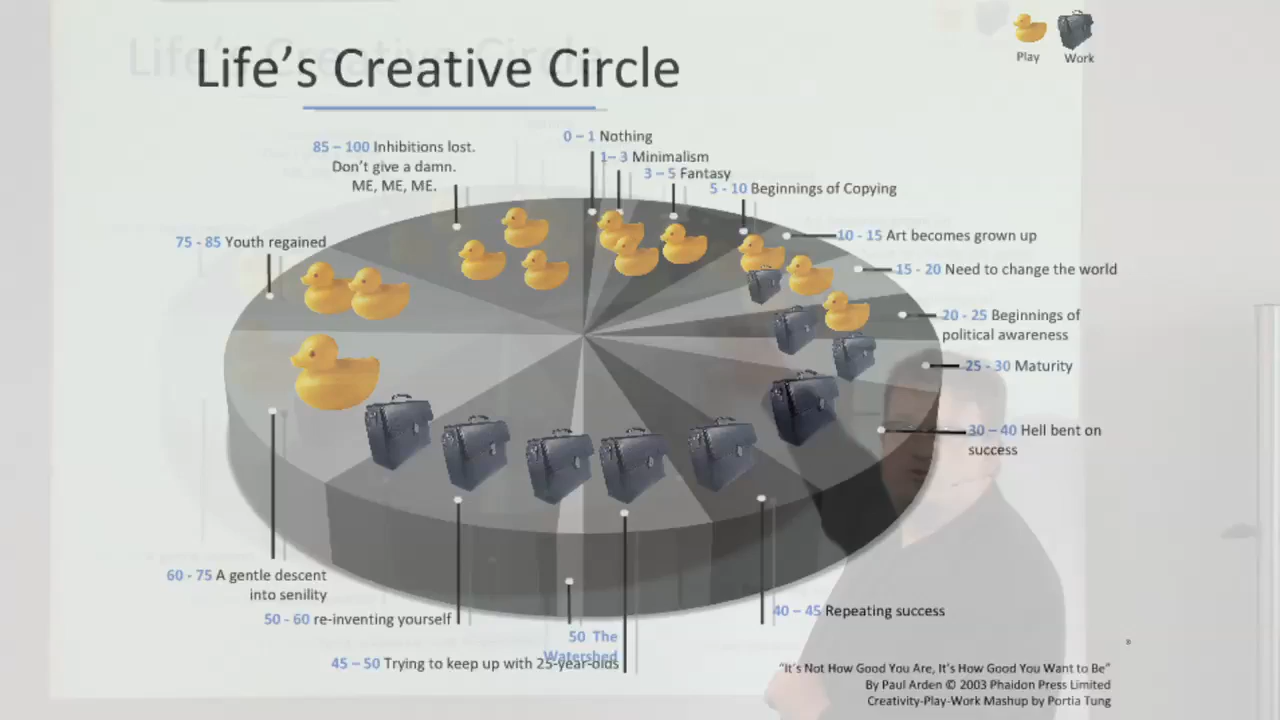 Life's Creative Circle
Play
Work
0 – 1 Nothing
1– 3 Minimalism
3 – 5 Fantasy
5 - 10 Beginnings of Copying
10 - 15 Art becomes grown up
15 - 20 Need to change the world
20 - 25 Beginnings of
political awareness
25 - 30 Maturity
30 – 40 Hell bent on
success
40 – 45 Repeating success
45 – 50 Trying to keep up with 25-year-olds
50 The
Watershed
50 - 60 re-inventing yourself
60 - 75 A gentle descent
into senility
75 - 85 Youth regained
85 – 100 Inhibitions lost.
Don't give a damn.
ME, ME, ME.
"It's Not How Good You Are, It's How Good You Want to Be"
By Paul Arden © 2003 Phaidon Press Limited
Creativity-Play-Work Mashup by Portia Tung